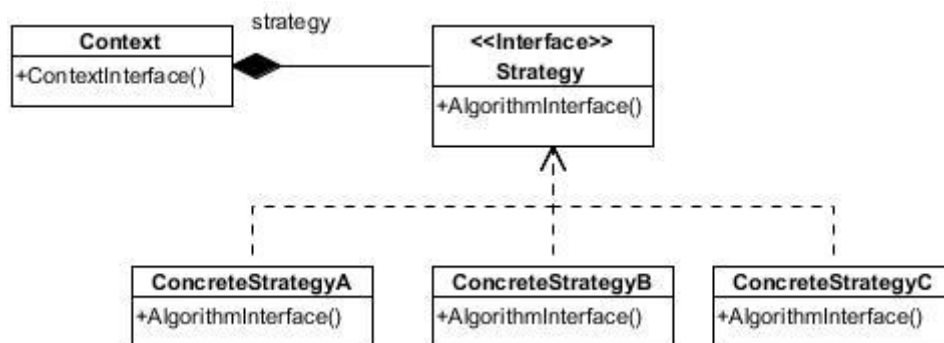 strategy
Context
+ContextInterface()
<<Interface>>
Strategy
+AlgorithmInterface()
ConcreteStrategyA
+AlgorithmInterface()
ConcreteStrategyB
+AlgorithmInterface()
ConcreteStrategyC
+AlgorithmInterface()